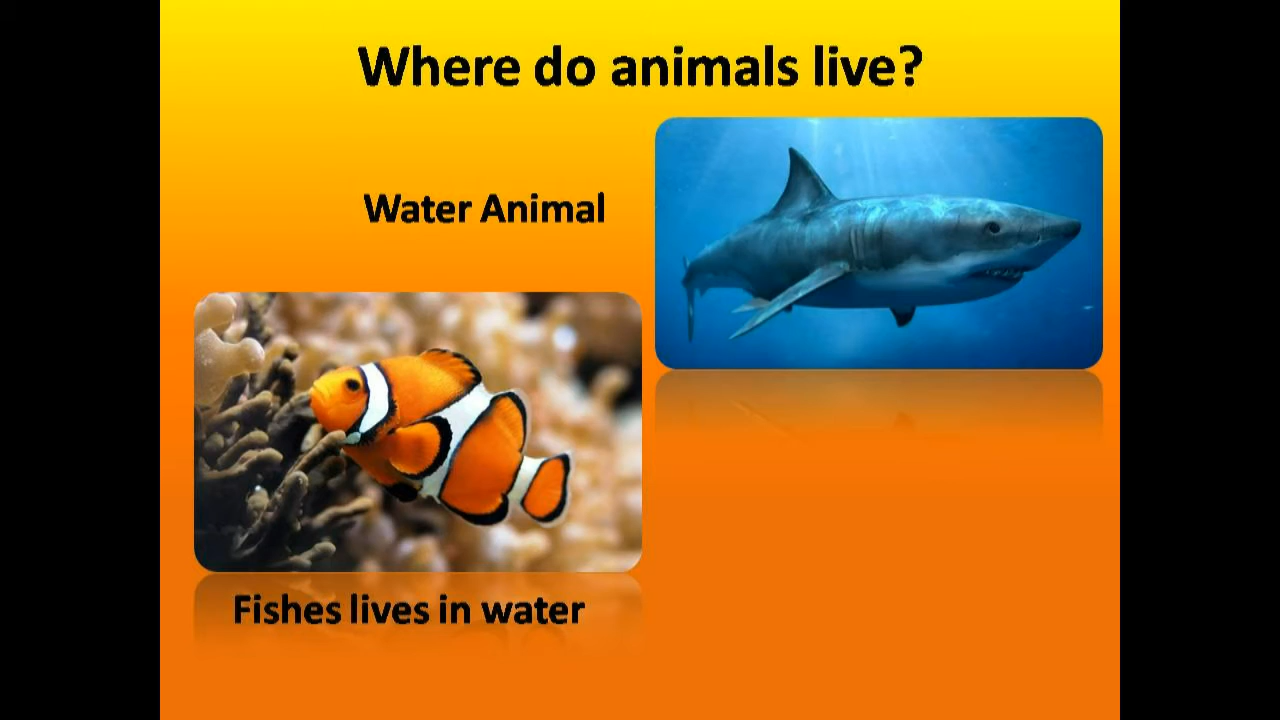 Where do animals live?
Water Animal
Fishes lives in water